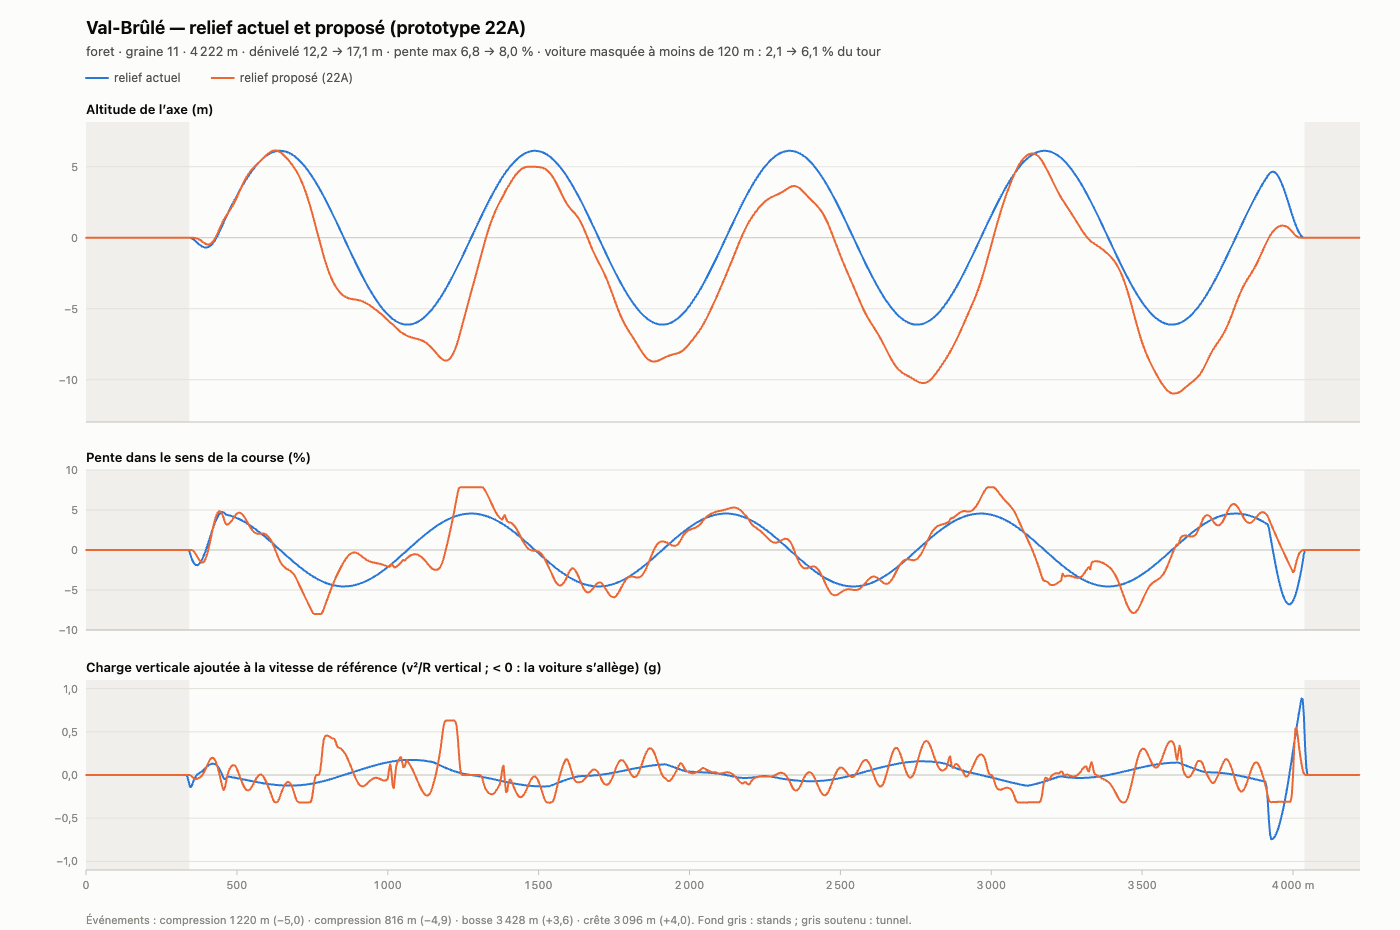 Val-Brûlé — relief actuel et proposé (prototype 22A)
foret · graine 11 · 4 222 m · dénivelé 12,2 → 17,1 m · pente max 6,8 → 8,0 % · voiture masquée à moins de 120 m : 2,1 → 6,1 % du tour
relief actuel relief proposé (22A)
Altitude de l’axe (m)
5
0
−5
−10
Pente dans le sens de la course (%)
10
5
0
−5
−10
Charge verticale ajoutée à la vitesse de référence (v²/R vertical ; < 0 : la voiture s’allège) (g)
1,0
0,5
0,0
−0,5
−1,0
0 500 1 000 1 500 2 000 2 500 3 000 3 500 4 000 m
Événements : compression 1 220 m (−5,0) · compression 816 m (−4,9) · bosse 3 428 m (+3,6) · crête 3 096 m (+4,0). Fond gris : stands ; gris soutenu : tunnel.